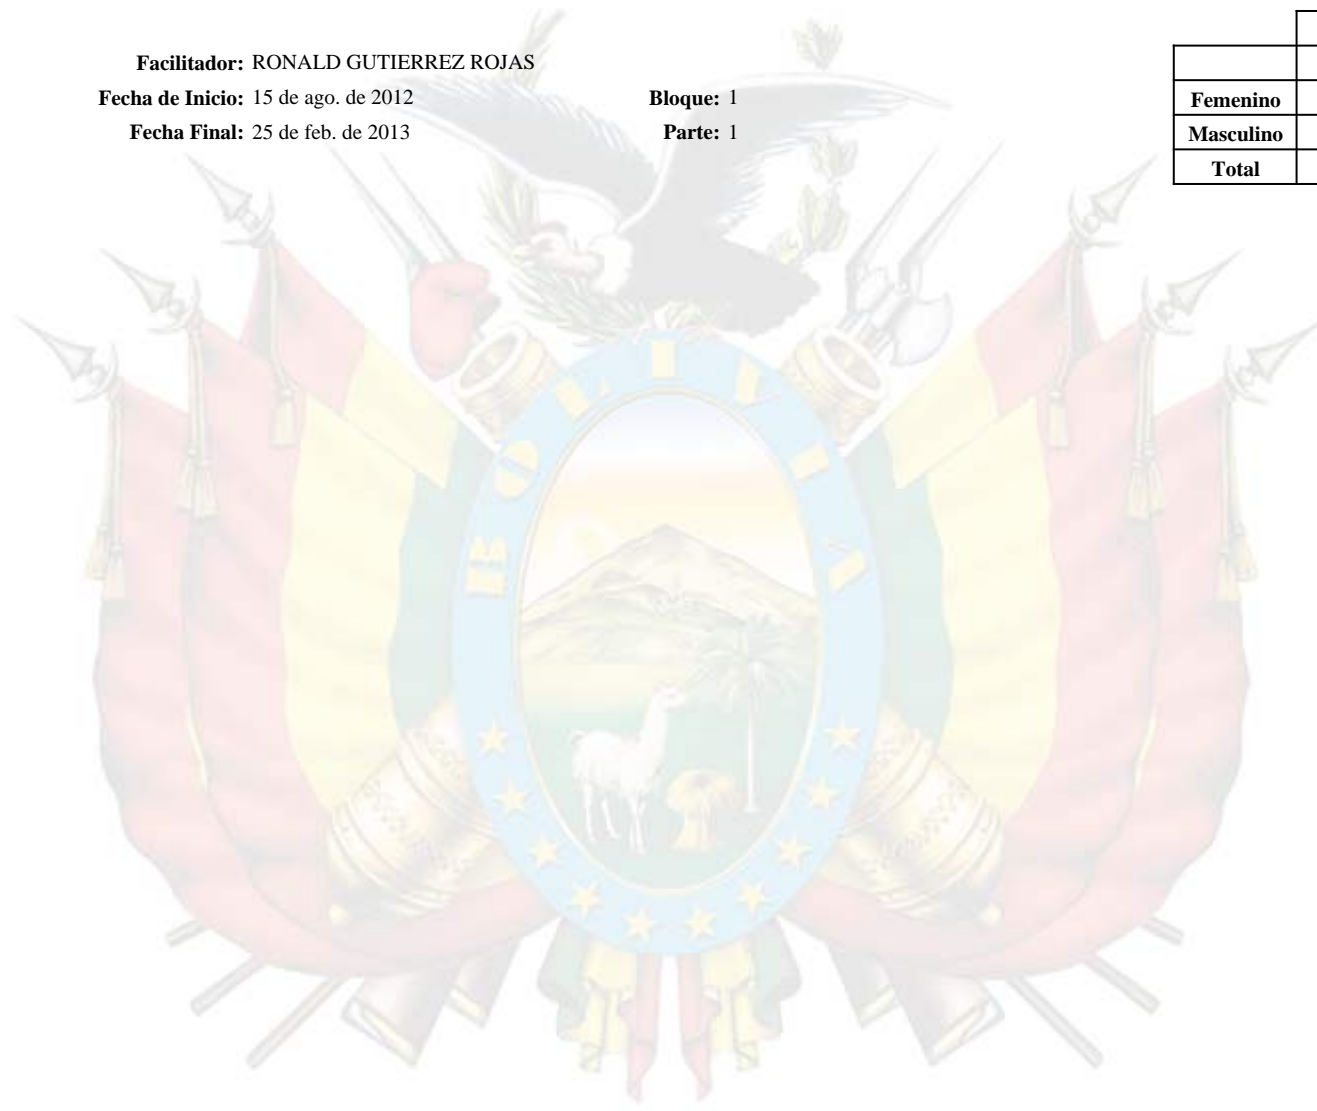 Facilitador: RONALD GUTIERREZ ROJAS
Fecha de Inicio: 15 de ago. de 2012
Bloque: 1
Fecha Final: 25 de feb. de 2013
Parte: 1
Femenino
Masculino
Total
BOLIVIA